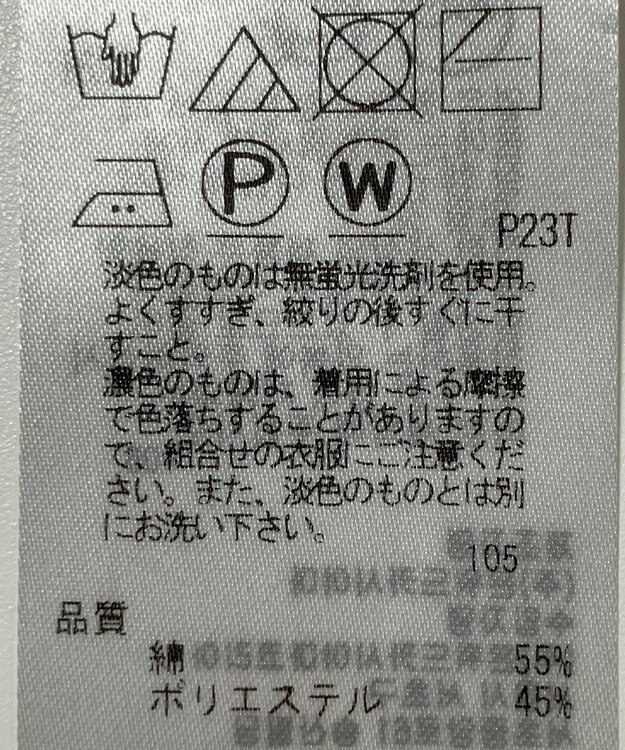 P
W
P23T
淡色のものは無蛍光洗剤を使用。
よくすすぎ、絞りの後すぐに干
すこと。
濃色のものは、着用による摩擦
で色落ちすることがありますの
で、組合せの衣服にご注意くだ
さい。また、淡色のものとは別
にお洗い下さい。
105
品質
綿 55%
ポリエステル 45%